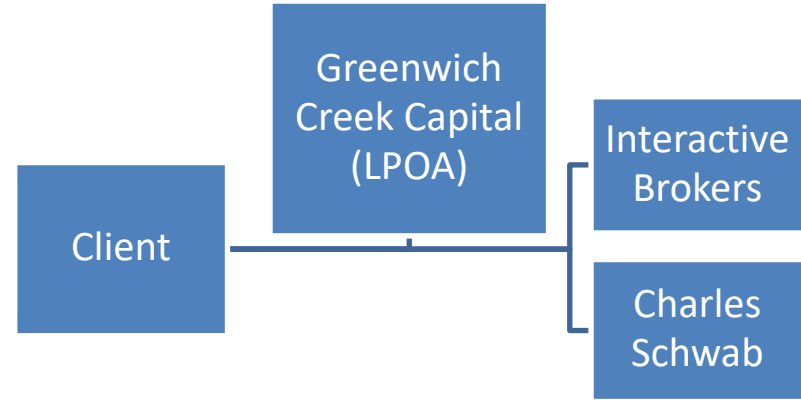 Greenwich
Creek Capital
(LPOA)
Client
Interactive
Brokers
Charles
Schwab